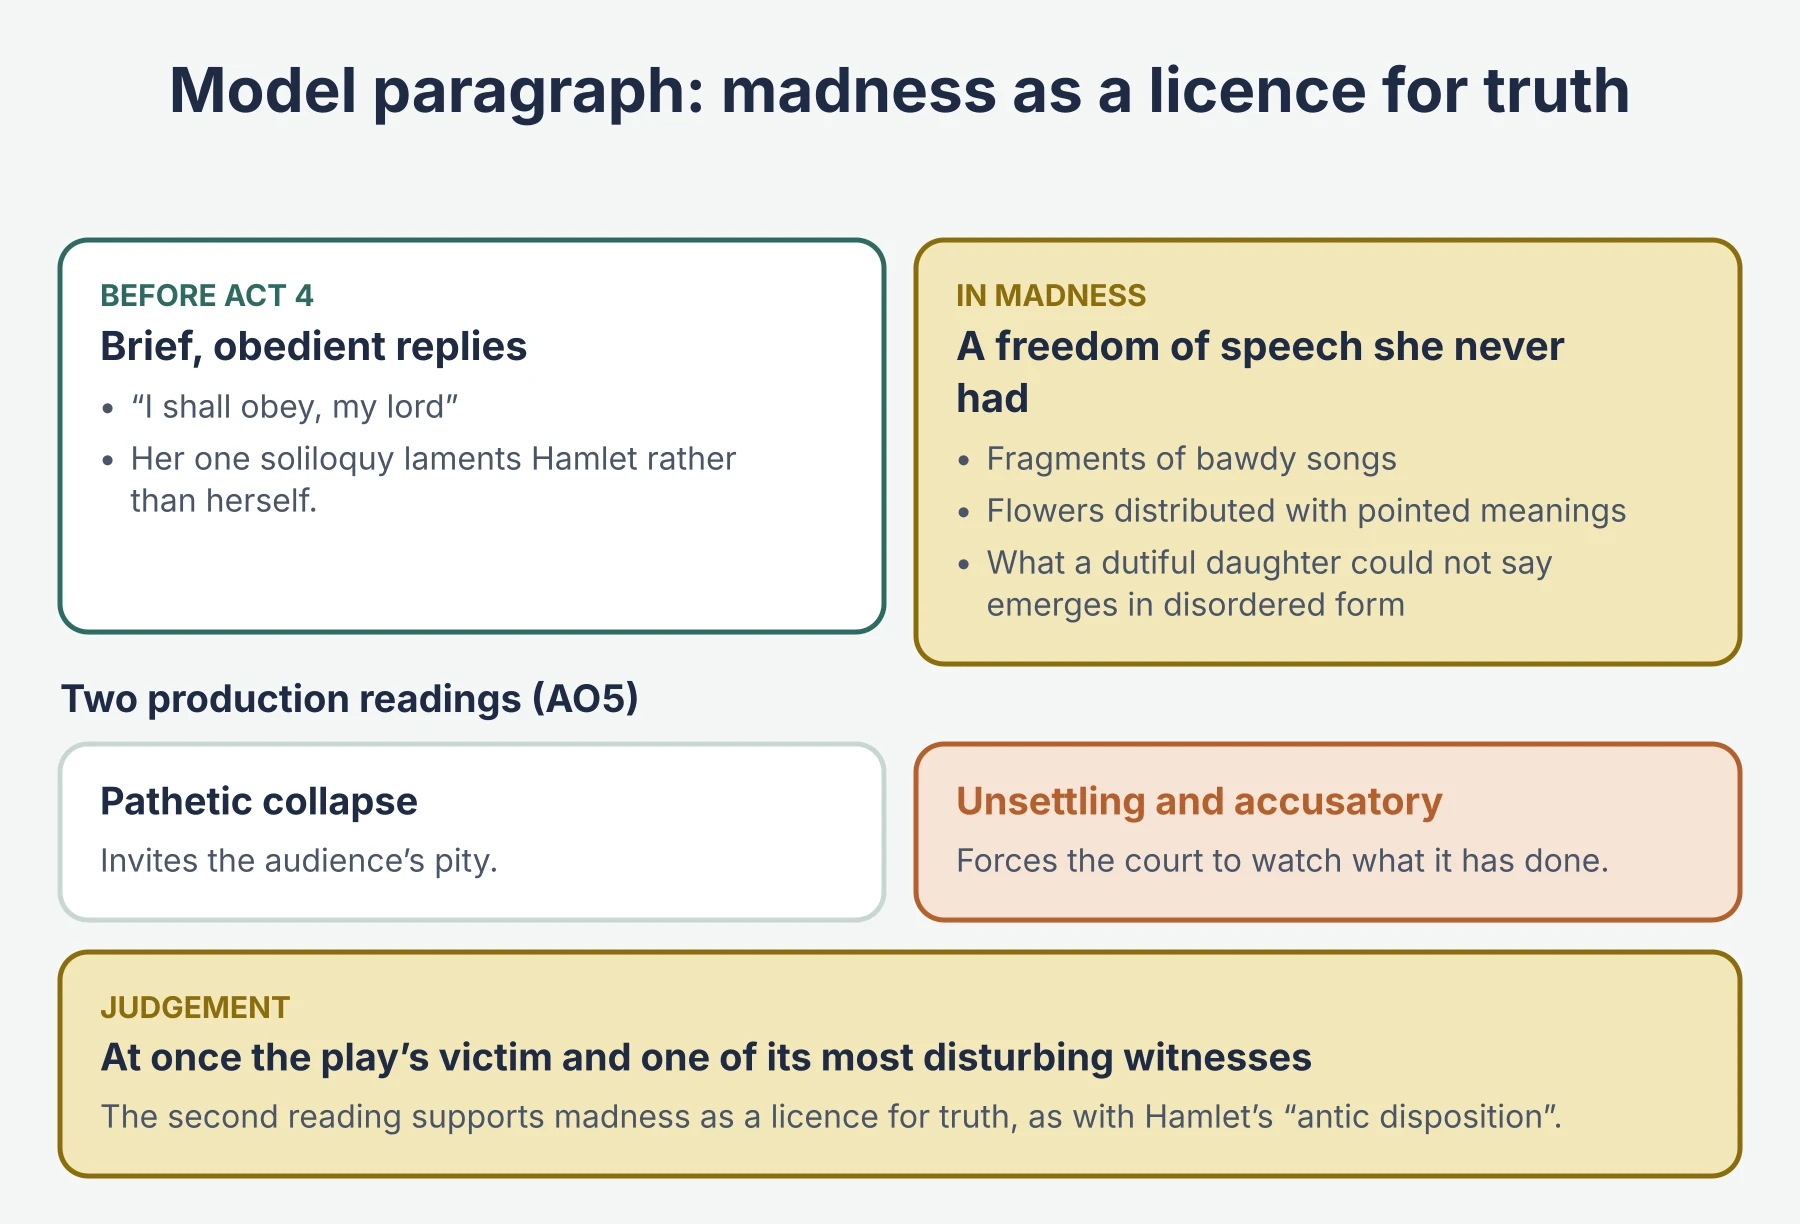 Model paragraph: madness as a licence for truth
BEFORE ACT 4
Brief, obedient replies
• “I shall obey, my lord”
• Her one soliloquy laments Hamlet rather
than herself.
IN MADNESS
A freedom of speech she never
had
• Fragments of bawdy songs
• Flowers distributed with pointed meanings
• What a dutiful daughter could not say
emerges in disordered form
Two production readings (AO5)
Pathetic collapse
Invites the audience’s pity.
Unsettling and accusatory
Forces the court to watch what it has done.
JUDGEMENT
At once the play’s victim and one of its most disturbing witnesses
The second reading supports madness as a licence for truth, as with Hamlet’s “antic disposition”.